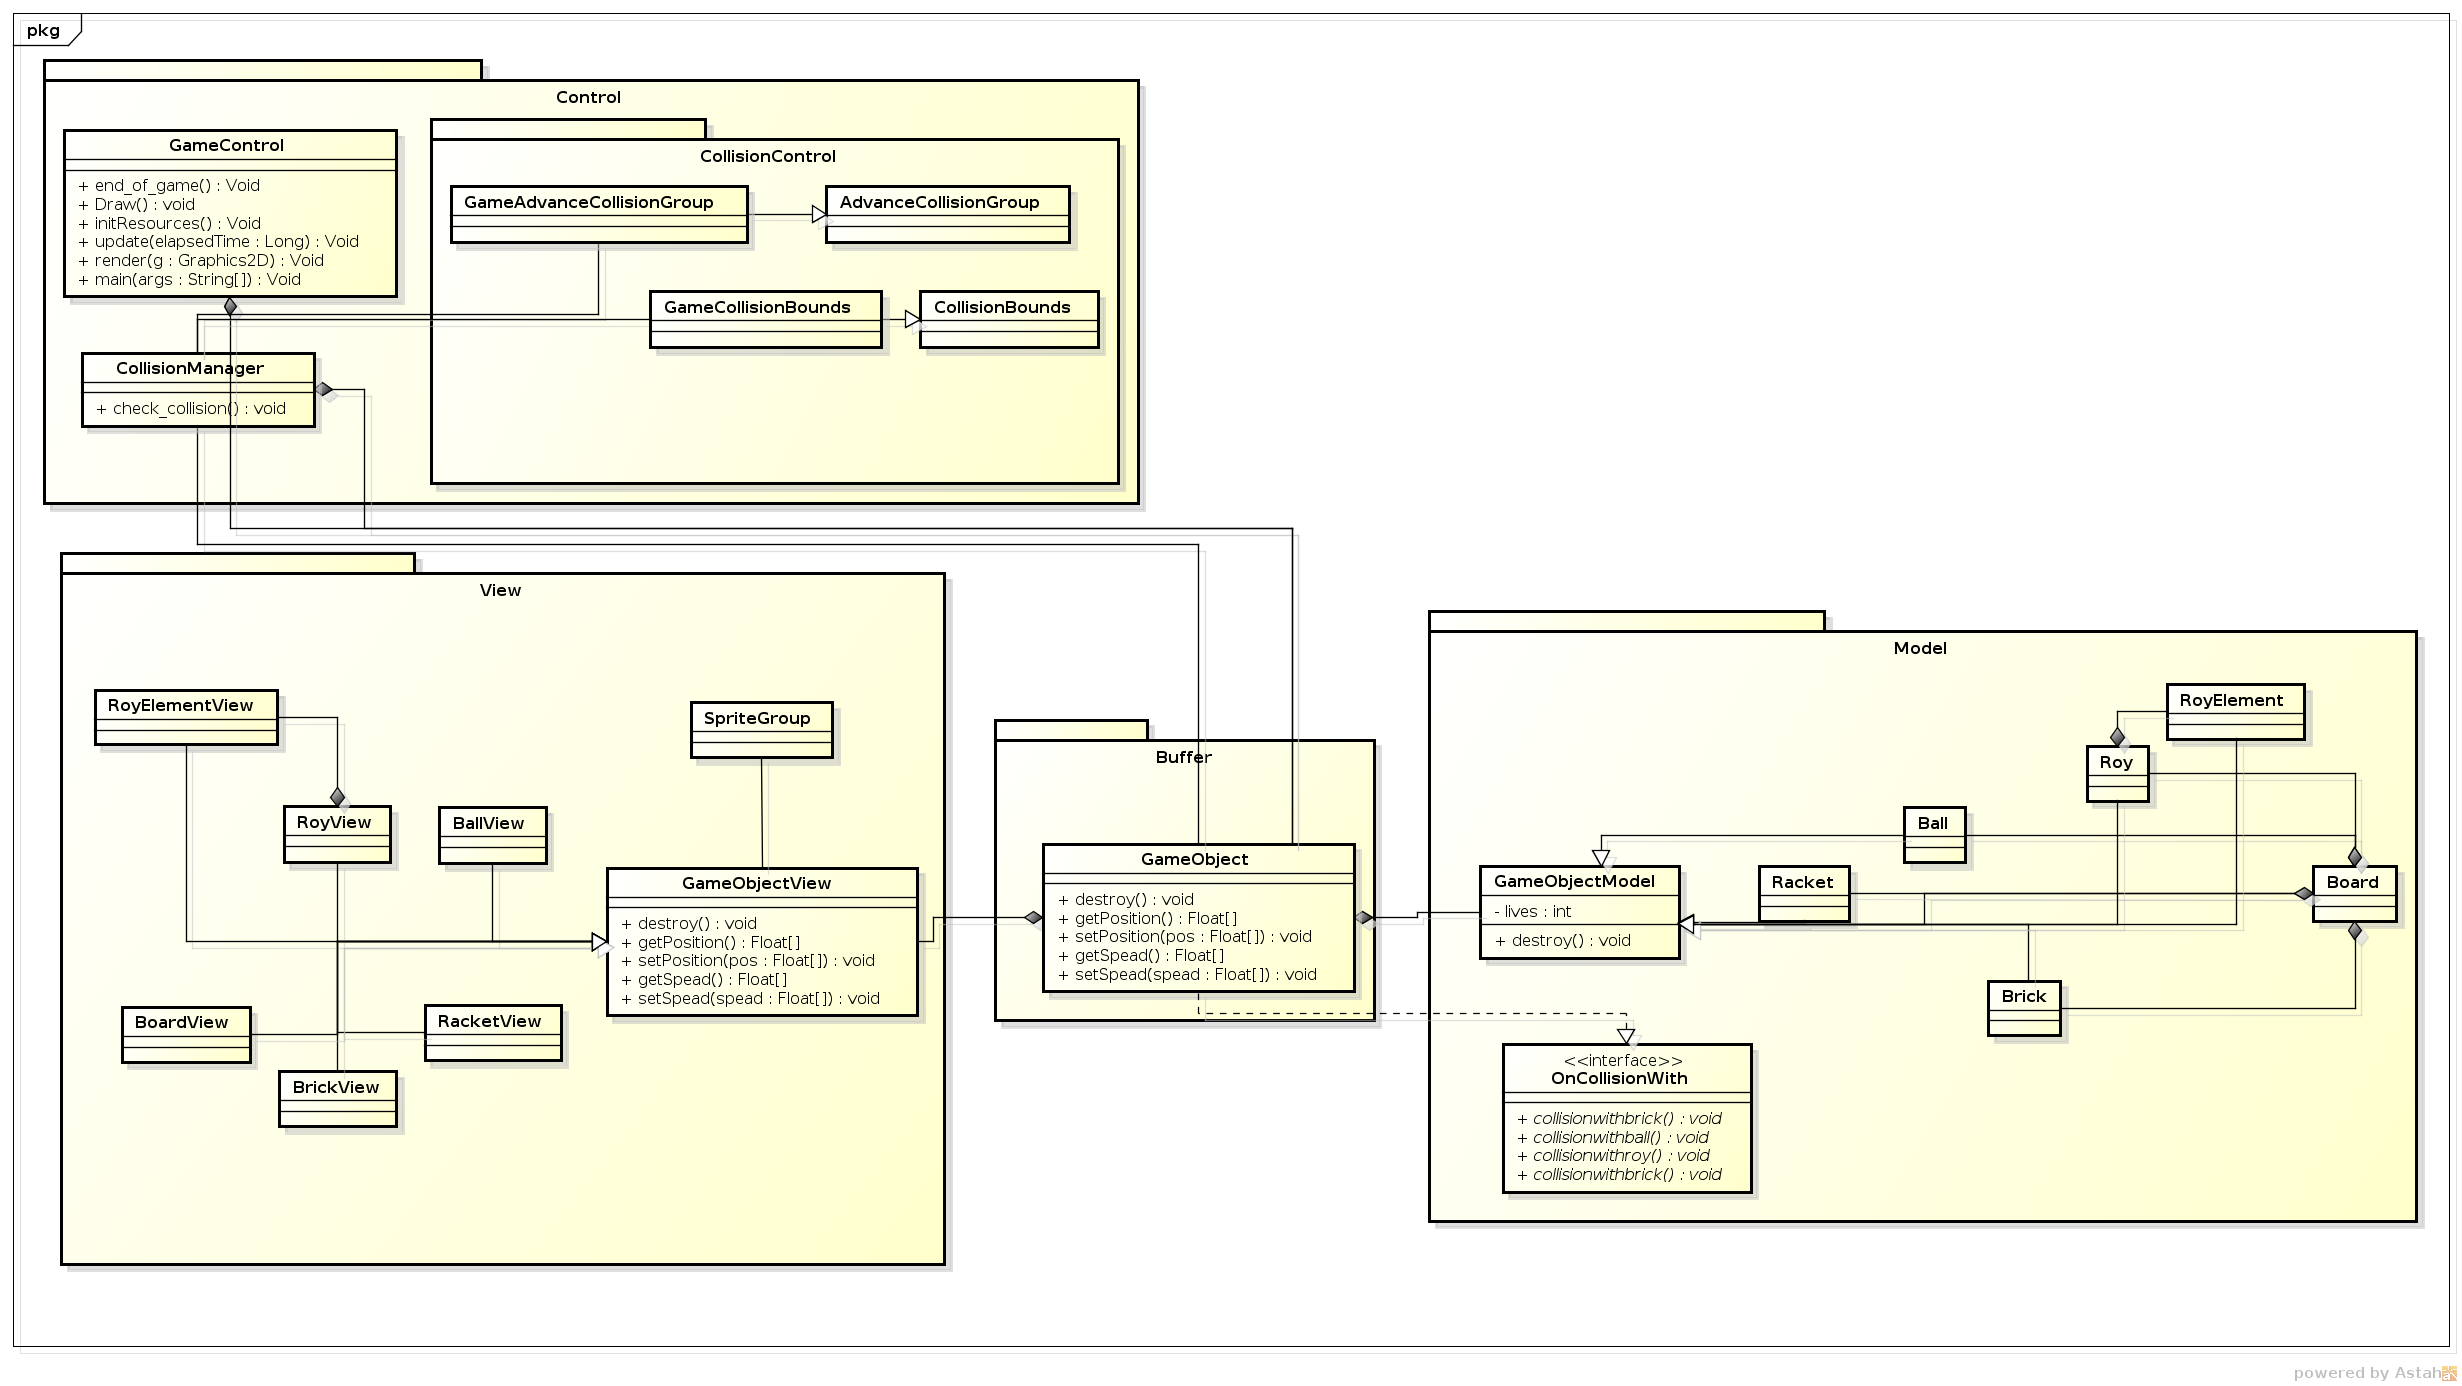 pkg
Control
GameControl
+ end_of_game() : Void
+ Draw() : void
+ initResources() : Void
+ update(elapsedTime : Long) : Void
+ render(g : Graphics2D) : Void
+ main(args : String[]) : Void
CollisionControl
GameAdvanceCollisionGroup
AdvanceCollisionGroup
GameCollisionBounds
CollisionBounds
CollisionManager
+ check_collision() : void
View
RoyElementView
SpriteGroup
RoyView
BallView
GameObjectView
+ destroy() : void
+ getPosition() : Float[]
+ setPosition(pos : Float[]) : void
+ getSpead() : Float[]
+ setSpead(spead : Float[]) : void
BoardView
RacketView
BrickView
Buffer
GameObject
+ destroy() : void
+ getPosition() : Float[]
+ setPosition(pos : Float[]) : void
+ getSpead() : Float[]
+ setSpead(spead : Float[]) : void
Model
RoyElement
Roy
Ball
GameObjectModel
- lives : int
+ destroy() : void
Racket
Board
Brick
<<interface>>
OnCollisionWith
+ collisionwithbrick() : void
+ collisionwithball() : void
+ collisionwithroy() : void
+ collisionwithbrick() : void
powered by Astah